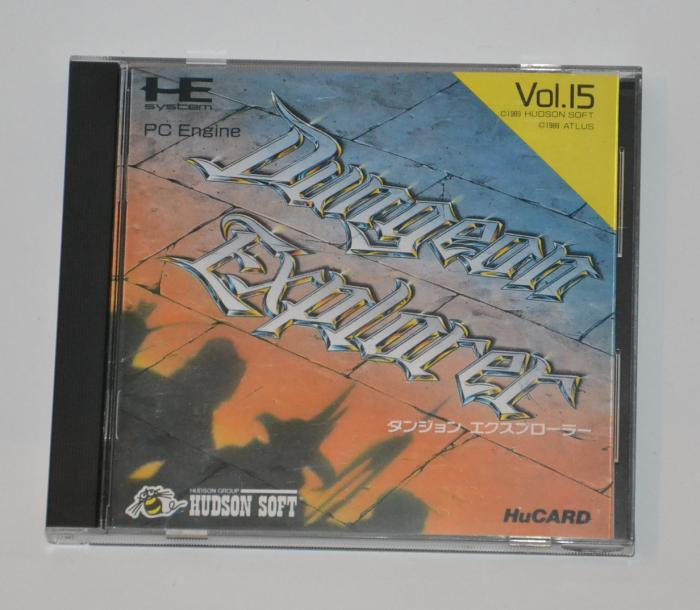 HE
system
PC Engine
Vol.15
©1989 HUDSON SOFT
©1989 ATLUS
Dungeon
Explorer
ダンジョン エクスプローラー
HUDSON GROUP
HUDSON SOFT
HuCARD